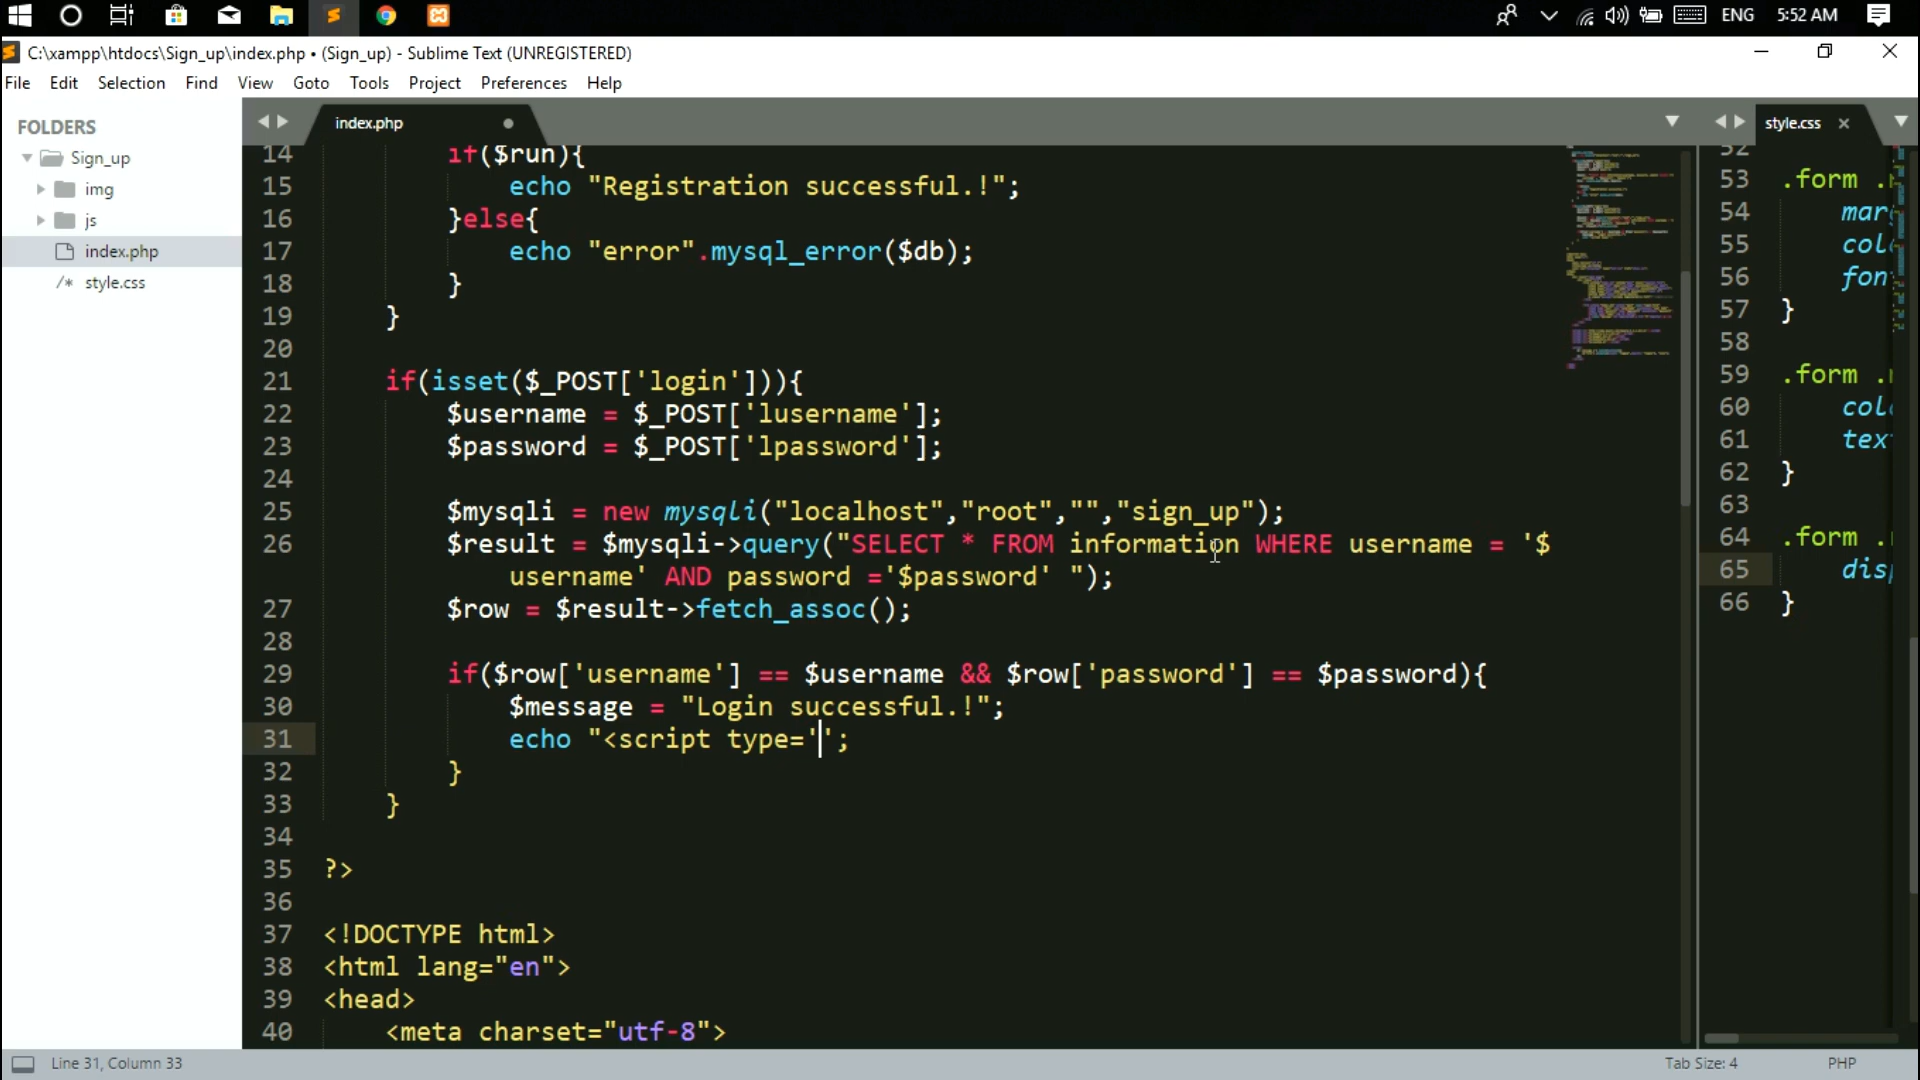 ENG 5:52 AM
C:\xampp\htdocs\Sign_up\index.php • (Sign_up) - Sublime Text (UNREGISTERED)
File Edit Selection Find View Goto Tools Project Preferences Help
FOLDERS
Sign_up
img
js
index.php
/* style.css
index.php
14 if($run){
15 echo "Registration successful.!";
16 }else{
17 echo "error".mysql_error($db);
18 }
19 }
20
21 if(isset($_POST['login'])){
22 $username = $_POST['lusername'];
23 $password = $_POST['lpassword'];
24
25 $mysqli = new mysqli("localhost","root","","sign_up");
26 $result = $mysqli->query("SELECT * FROM information WHERE username = '$
username' AND password ='$password' ");
27 $row = $result->fetch_assoc();
28
29 if($row['username'] == $username && $row['password'] == $password){
30 $message = "Login successful.!";
31 echo "<script type='';
32 }
33 }
34
35 ?>
36
37 <!DOCTYPE html>
38 <html lang="en">
39 <head>
40 <meta charset="utf-8">
style.css
52
53 .form .
54 mar
55 col
56 fon
57 }
58
59 .form .
60 col
61 tex
62 }
63
64 .form .
65 dis
66 }
Line 31, Column 33
Tab Size: 4 PHP